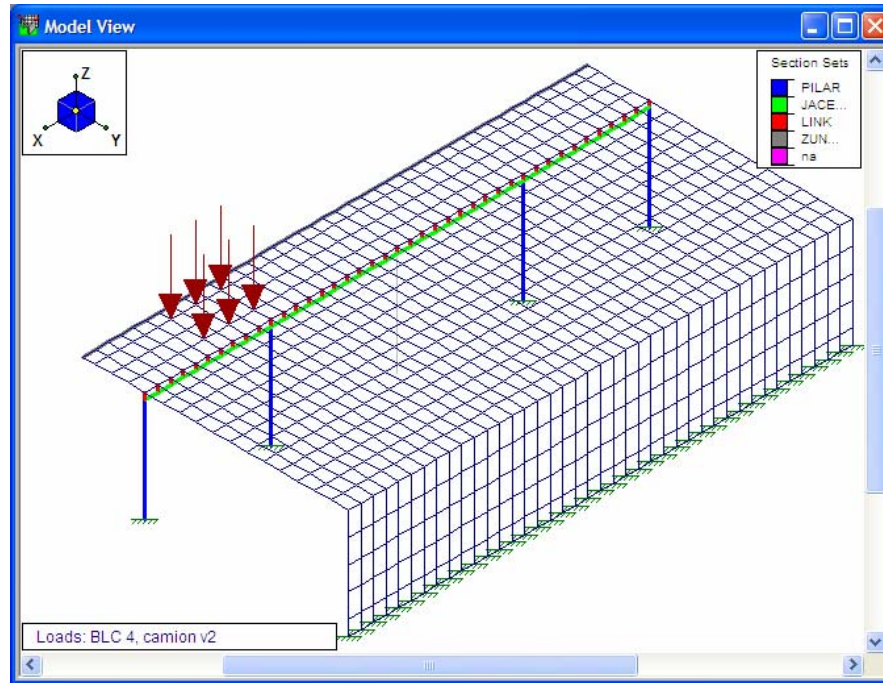 Model View
Z
X
Y
Section Sets
PILAR
JACE...
LINK
ZUN...
na
Loads: BLC 4, camion v2